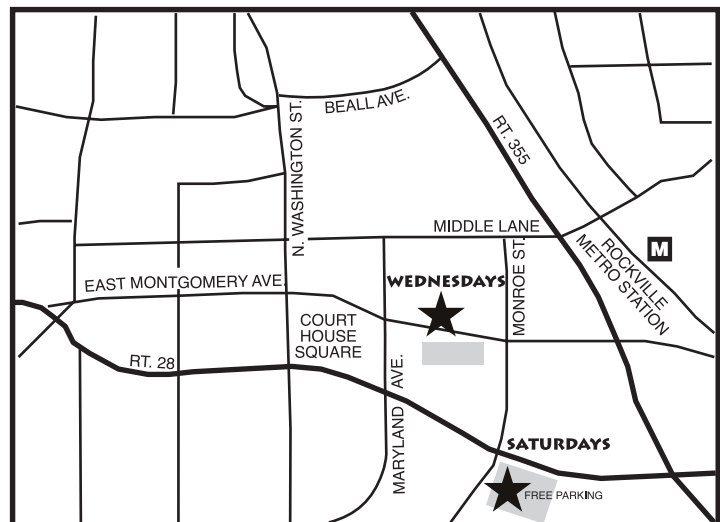 BEALL AVE.
N. WASHINGTON ST.
RT. 355
MIDDLE LANE
M
ROCKVILLE
METRO STATION
EAST MONTGOMERY AVE.
WEDNESDAYS
MONROE ST.
COURT
HOUSE
SQUARE
RT. 28
MARYLAND AVE.
SATURDAYS
FREE PARKING